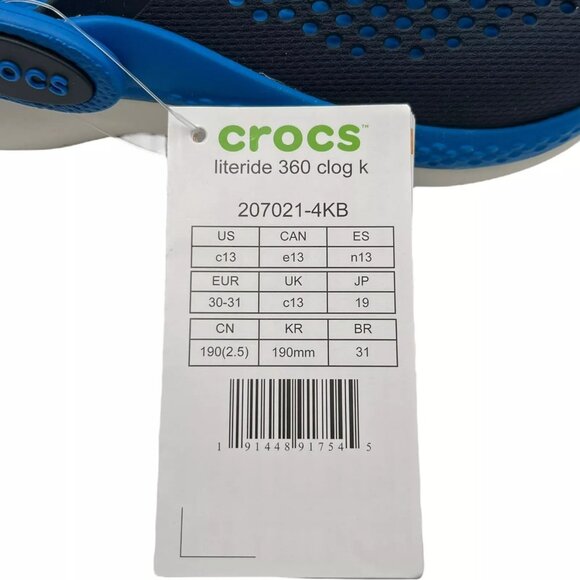 CROCS
crocs™
literide 360 clog k
207021-4KB
US CAN ES
c13 e13 n13
EUR UK JP
30-31 c13 19
CN KR BR
190(2.5) 190mm 31
1 91448 91754 5